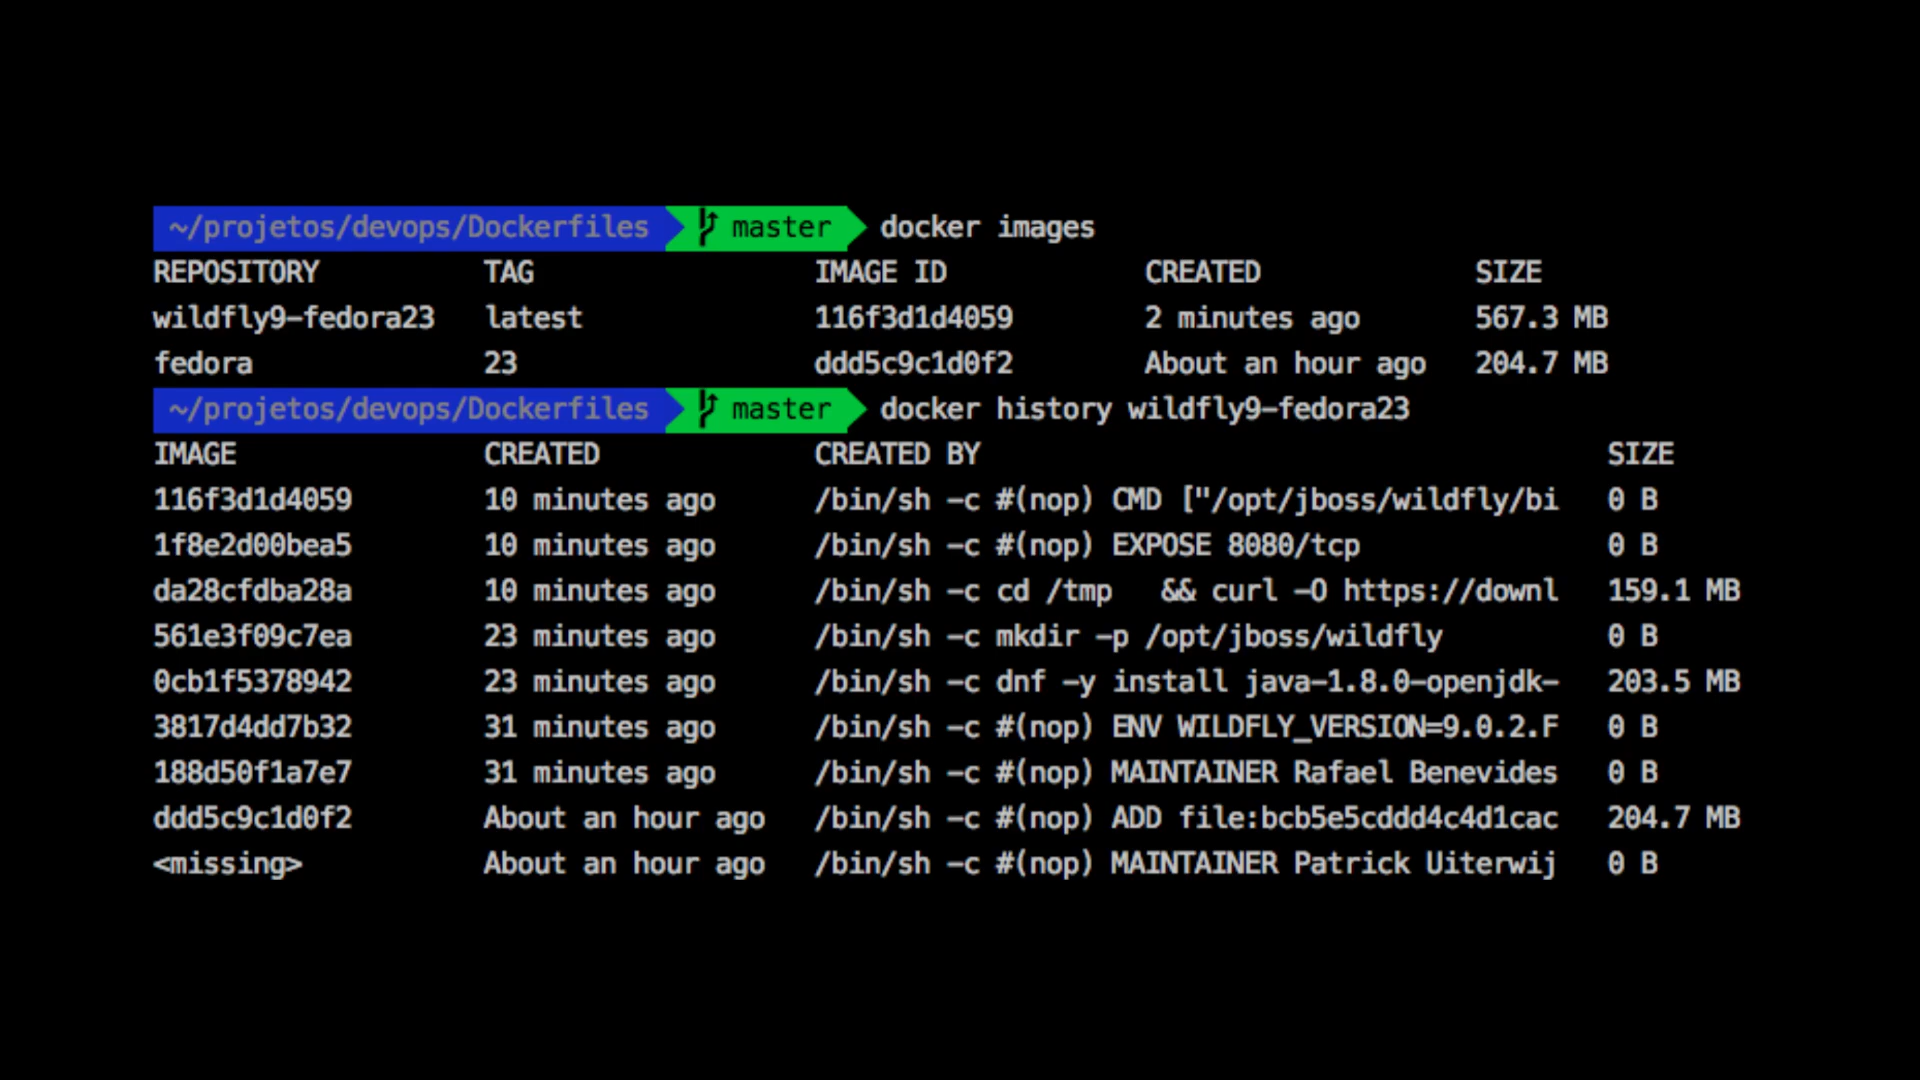 ~/projetos/devops/Dockerfiles master docker images
REPOSITORY TAG IMAGE ID CREATED SIZE
wildfly9-fedora23 latest 116f3d1d4059 2 minutes ago 567.3 MB
fedora 23 ddd5c9c1d0f2 About an hour ago 204.7 MB
~/projetos/devops/Dockerfiles master docker history wildfly9-fedora23
IMAGE CREATED CREATED BY SIZE
116f3d1d4059 10 minutes ago /bin/sh -c #(nop) CMD ["/opt/jboss/wildfly/bi 0 B
1f8e2d00bea5 10 minutes ago /bin/sh -c #(nop) EXPOSE 8080/tcp 0 B
da28cfdba28a 10 minutes ago /bin/sh -c cd /tmp && curl -O https://downl 159.1 MB
561e3f09c7ea 23 minutes ago /bin/sh -c mkdir -p /opt/jboss/wildfly 0 B
0cb1f5378942 23 minutes ago /bin/sh -c dnf -y install java-1.8.0-openjdk- 203.5 MB
3817d4dd7b32 31 minutes ago /bin/sh -c #(nop) ENV WILDFLY_VERSION=9.0.2.F 0 B
188d50f1a7e7 31 minutes ago /bin/sh -c #(nop) MAINTAINER Rafael Benevides 0 B
ddd5c9c1d0f2 About an hour ago /bin/sh -c #(nop) ADD file:bcb5e5cddd4c4d1cac 204.7 MB
<missing> About an hour ago /bin/sh -c #(nop) MAINTAINER Patrick Uiterwij 0 B